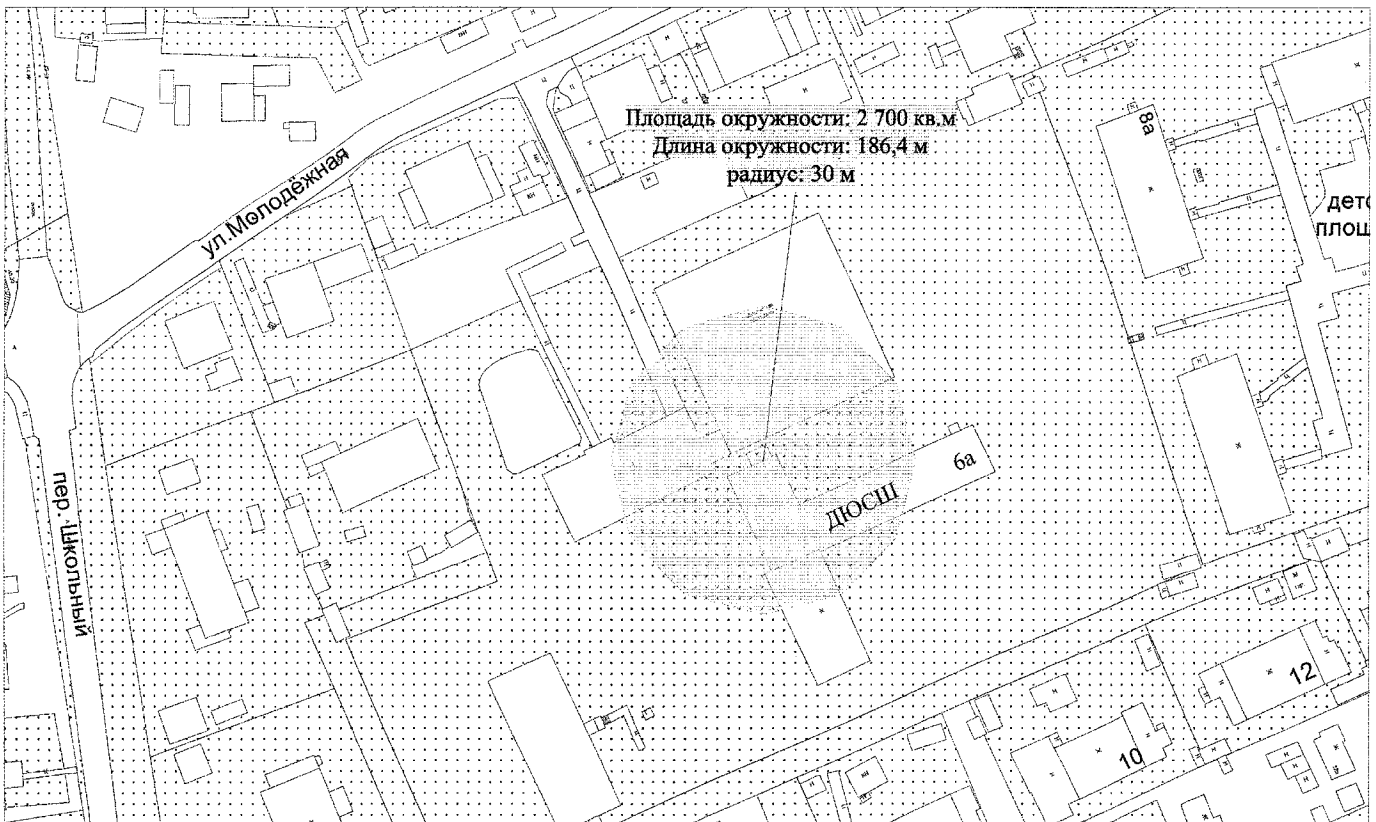 Площадь окружности: 2 700 кв.м
Длина окружности: 186,4 м
радиус: 30 м
8а
детс
площ
ул.Молодёжная
6а
ДЮСШ
пер. Школьный
12
10